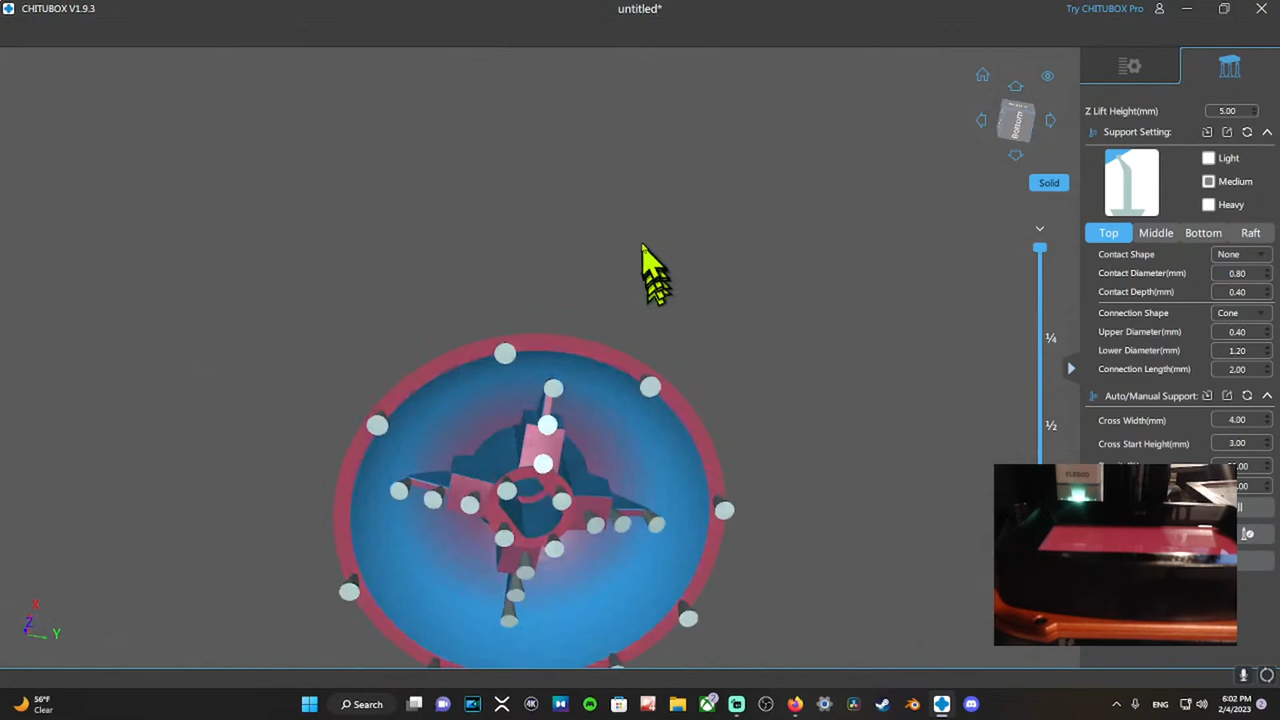 CHITUBOX V1.9.3
untitled*
Try CHITUBOX Pro
Bottom
Solid
Z Lift Height(mm) 5.00
Support Setting:
Light
Medium
Heavy
Top Middle Bottom Raft
Contact Shape None
Contact Diameter(mm) 0.80
Contact Depth(mm) 0.40
Connection Shape Cone
Upper Diameter(mm) 0.40
Lower Diameter(mm) 1.20
Connection Length(mm) 2.00
Auto/Manual Support:
Cross Width(mm) 4.00
Cross Start Height(mm) 3.00
¼
½
ELEGOO
X
Z
Y
56°F
Clear
Search
4K
2
ENG
6:02 PM
2/4/2023